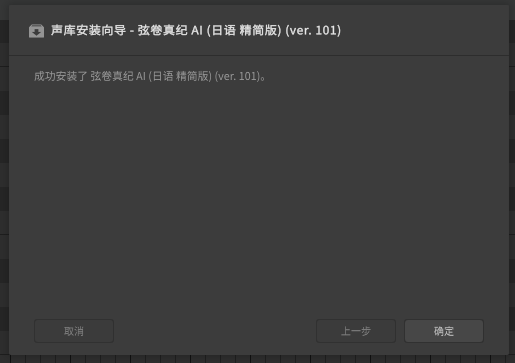 声库安装向导 - 弦卷真纪 AI (日语 精简版) (ver. 101)
成功安装了 弦卷真纪 AI (日语 精简版) (ver. 101)。
取消
上一步
确定